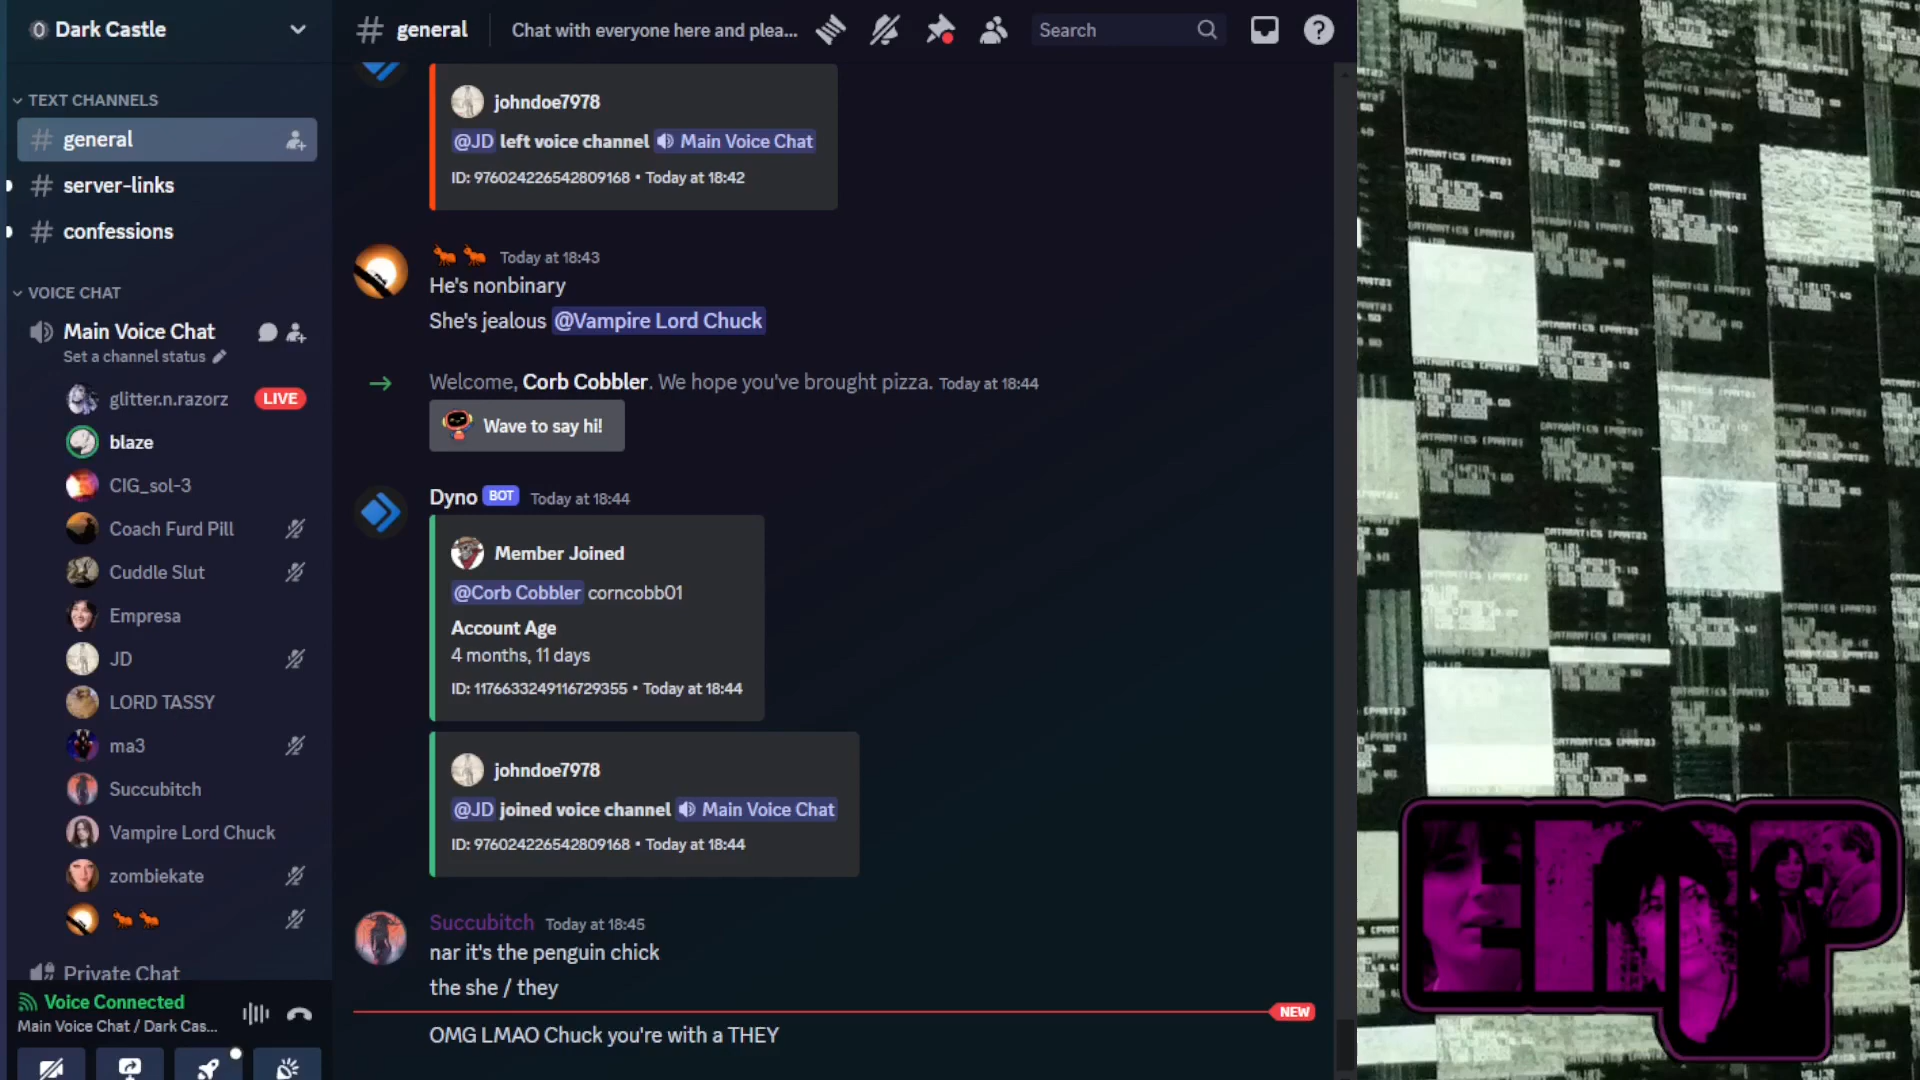 Dark Castle
TEXT CHANNELS
general
server-links
confessions
VOICE CHAT
Main Voice Chat
Set a channel status
glitter.n.razorz LIVE
blaze
CIG_sol-3
Coach Furd Pill
Cuddle Slut
Empresa
JD
LORD TASSY
ma3
Succubitch
Vampire Lord Chuck
zombiekate
Private Chat
Voice Connected
Main Voice Chat / Dark Cas...
general Chat with everyone here and plea... Search
johndoe7978
@JD left voice channel Main Voice Chat
ID: 976024226542809168 • Today at 18:42
Today at 18:43
He's nonbinary
She's jealous @Vampire Lord Chuck
Welcome, Corb Cobbler. We hope you've brought pizza. Today at 18:44
Wave to say hi!
Dyno BOT Today at 18:44
Member Joined
@Corb Cobbler corncobb01
Account Age
4 months, 11 days
ID: 1176633249116729355 • Today at 18:44
johndoe7978
@JD joined voice channel Main Voice Chat
ID: 976024226542809168 • Today at 18:44
Succubitch Today at 18:45
nar it's the penguin chick
the she / they
NEW
OMG LMAO Chuck you're with a THEY
EMP